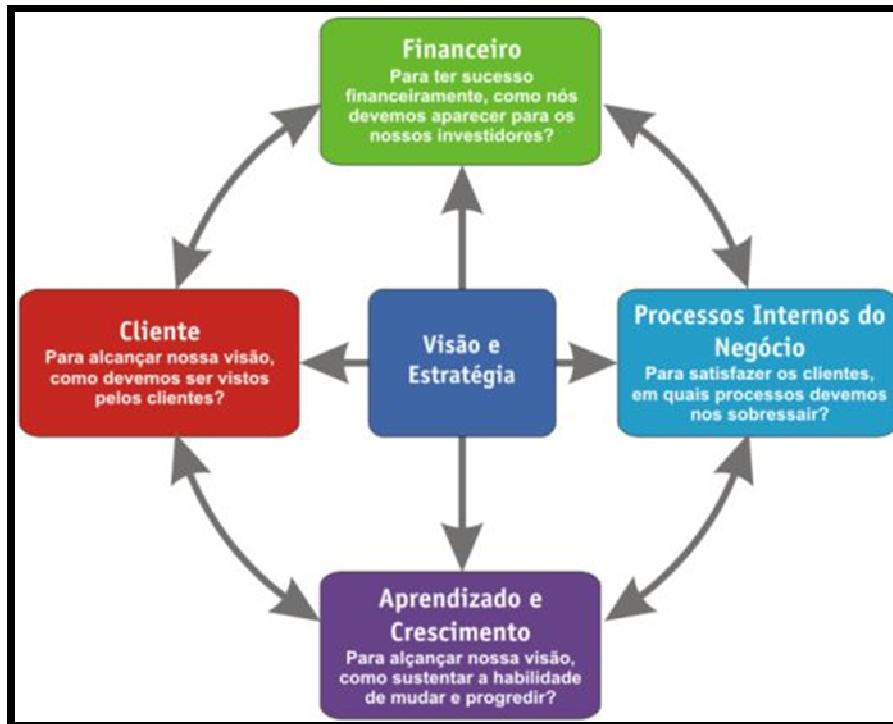 Financeiro
Para ter sucesso
financeiramente, como nós
devemos aparecer para os
nossos investidores?
Cliente
Para alcançar nossa visão,
como devemos ser vistos
pelos clientes?
Visão e
Estratégia
Processos Internos do
Negócio
Para satisfazer os clientes,
em quais processos devemos
nos sobressair?
Aprendizado e
Crescimento
Para alçançar nossa visão,
como sustentar a habilidade
de mudar e progredir?